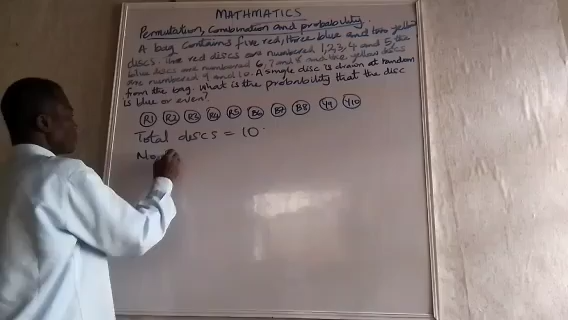 MATHMATICS
Permutation, Combination and probability.
A bag contains five red, three blue and two yellow
discs. The red discs are numbered 1,2,3,4 and 5, the
blue discs are numbered 6, 7 and 8 and the yellow discs
are numbered 9 and 10. A single disc is drawn at random
from the bag. What is the probability that the disc
is blue or even?
R1 R2 R3 R4 R5 B6 B7 B8 Y9 Y10
Total discs = 10.